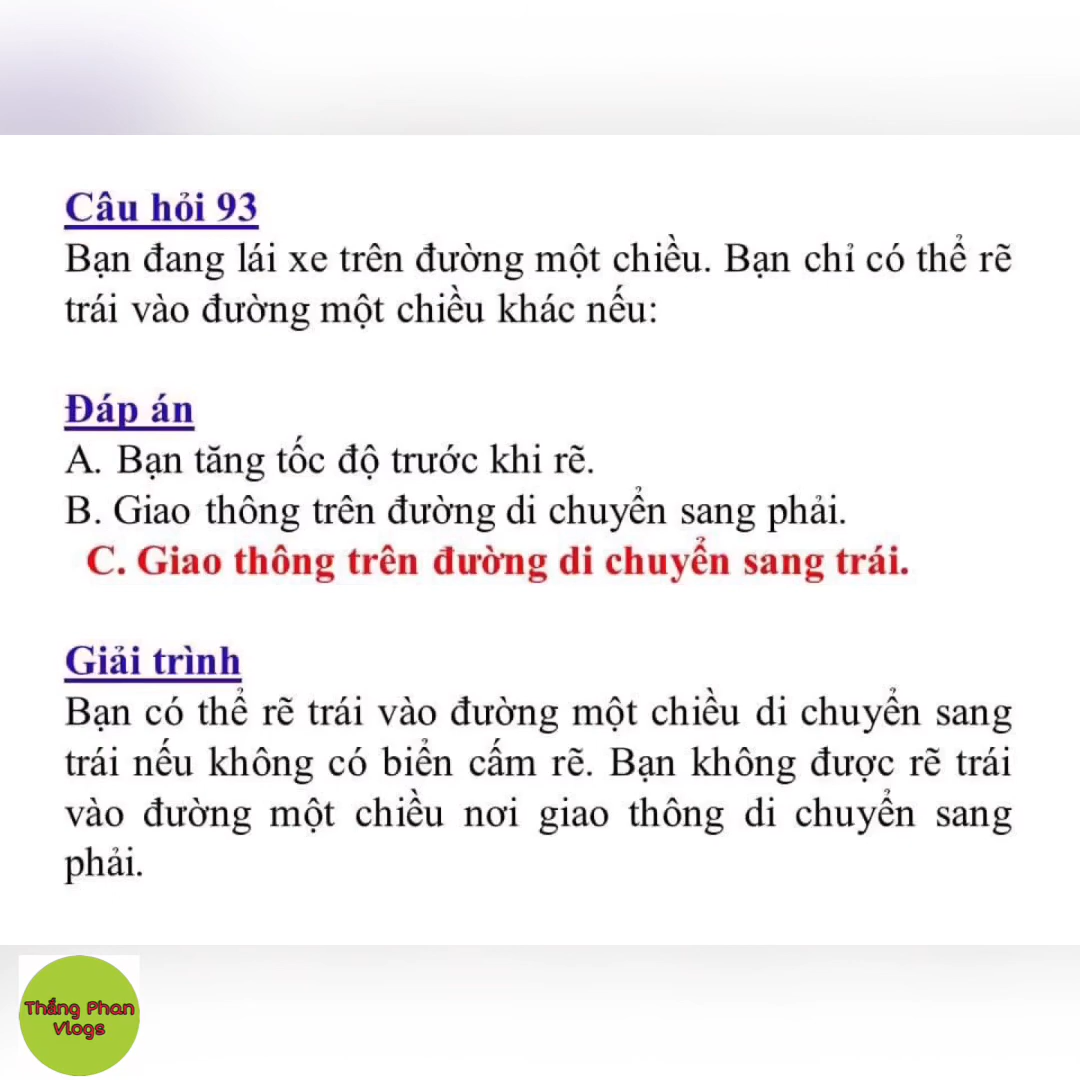 Câu hỏi 93
Bạn đang lái xe trên đường một chiều. Bạn chỉ có thể rẽ
trái vào đường một chiều khác nếu:
Đáp án
A. Bạn tăng tốc độ trước khi rẽ.
B. Giao thông trên đường di chuyển sang phải.
C. Giao thông trên đường di chuyển sang trái.
Giải trình
Bạn có thể rẽ trái vào đường một chiều di chuyển sang
trái nếu không có biển cấm rẽ. Bạn không được rẽ trái
vào đường một chiều nơi giao thông di chuyển sang
phải.
Thắng Phan
Vlogs